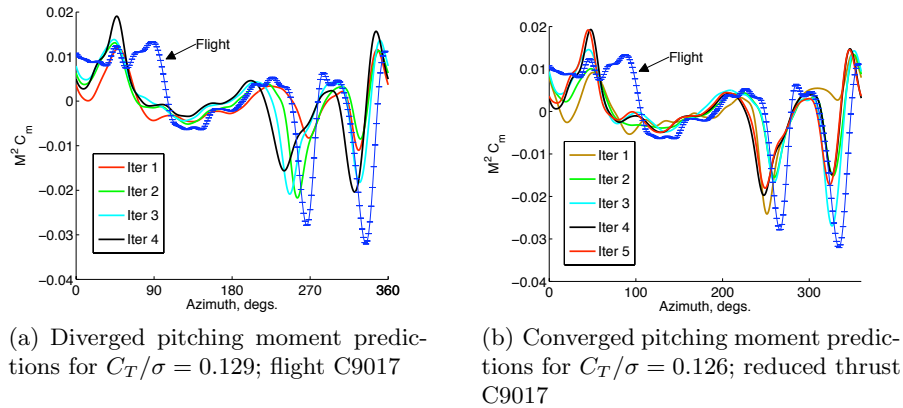 0.02
0.01
0
−0.01
−0.02
−0.03
−0.04
M² Cm
Flight
Iter 1
Iter 2
Iter 3
Iter 4
0 90 180 270 360
Azimuth, degs.
(a) Diverged pitching moment predic-
tions for C_T/σ = 0.129; flight C9017
0.02
0.01
0
−0.01
−0.02
−0.03
−0.04
M² Cm
Flight
Iter 1
Iter 2
Iter 3
Iter 4
Iter 5
0 100 200 300
Azimuth, degs.
(b) Converged pitching moment predic-
tions for C_T/σ = 0.126; reduced thrust
C9017